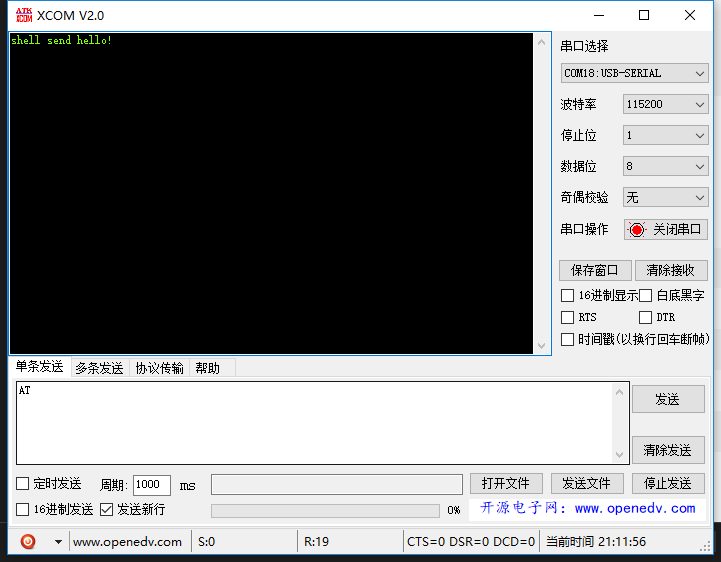 ATK XCOM XCOM V2.0
shell send hello!
串口选择
COM18:USB-SERIAL
波特率 115200
停止位 1
数据位 8
奇偶校验 无
串口操作 关闭串口
保存窗口 清除接收
16进制显示 白底黑字
RTS DTR
时间戳(以换行回车断帧)
单条发送 多条发送 协议传输 帮助
AT
发送
清除发送
定时发送 周期: 1000 ms 打开文件 发送文件 停止发送
16进制发送 发送新行 0% 开源电子网：www.openedv.com
www.openedv.com S:0 R:19 CTS=0 DSR=0 DCD=0 当前时间 21:11:56